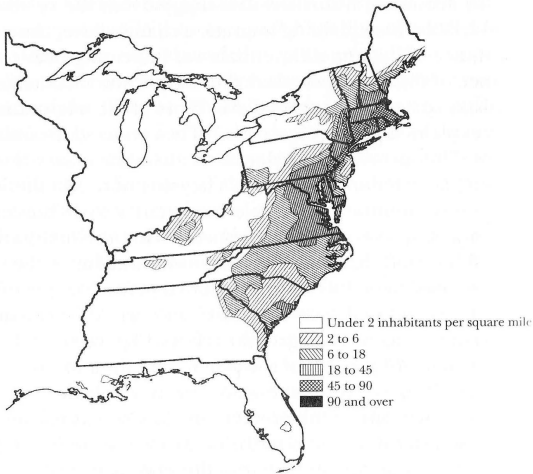 Under 2 inhabitants per square mile
2 to 6
6 to 18
18 to 45
45 to 90
90 and over